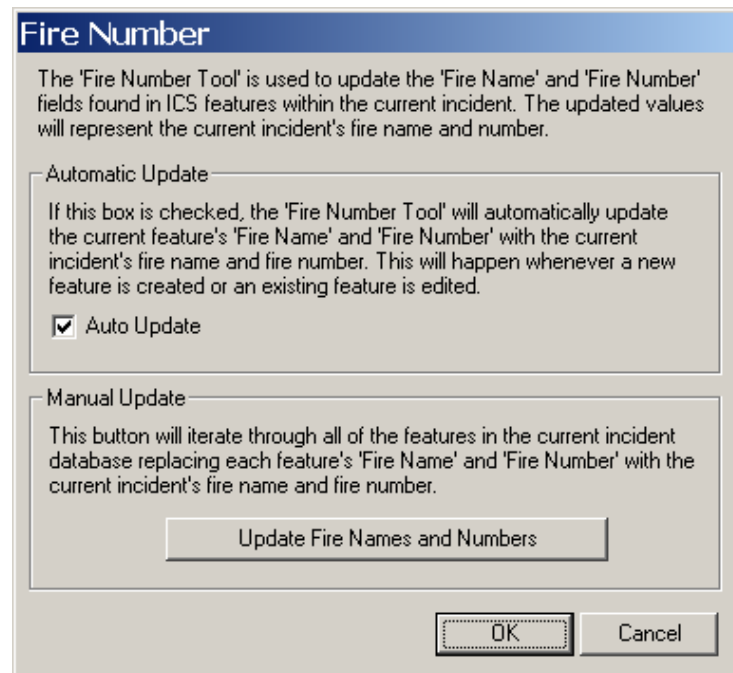 Fire Number
The 'Fire Number Tool' is used to update the 'Fire Name' and 'Fire Number'
fields found in ICS features within the current incident. The updated values
will represent the current incident's fire name and number.
Automatic Update
If this box is checked, the 'Fire Number Tool' will automatically update
the current feature's 'Fire Name' and 'Fire Number' with the current
incident's fire name and fire number. This will happen whenever a new
feature is created or an existing feature is edited.
Auto Update
Manual Update
This button will iterate through all of the features in the current incident
database replacing each feature's 'Fire Name' and 'Fire Number' with the
current incident's fire name and fire number.
Update Fire Names and Numbers
OK Cancel